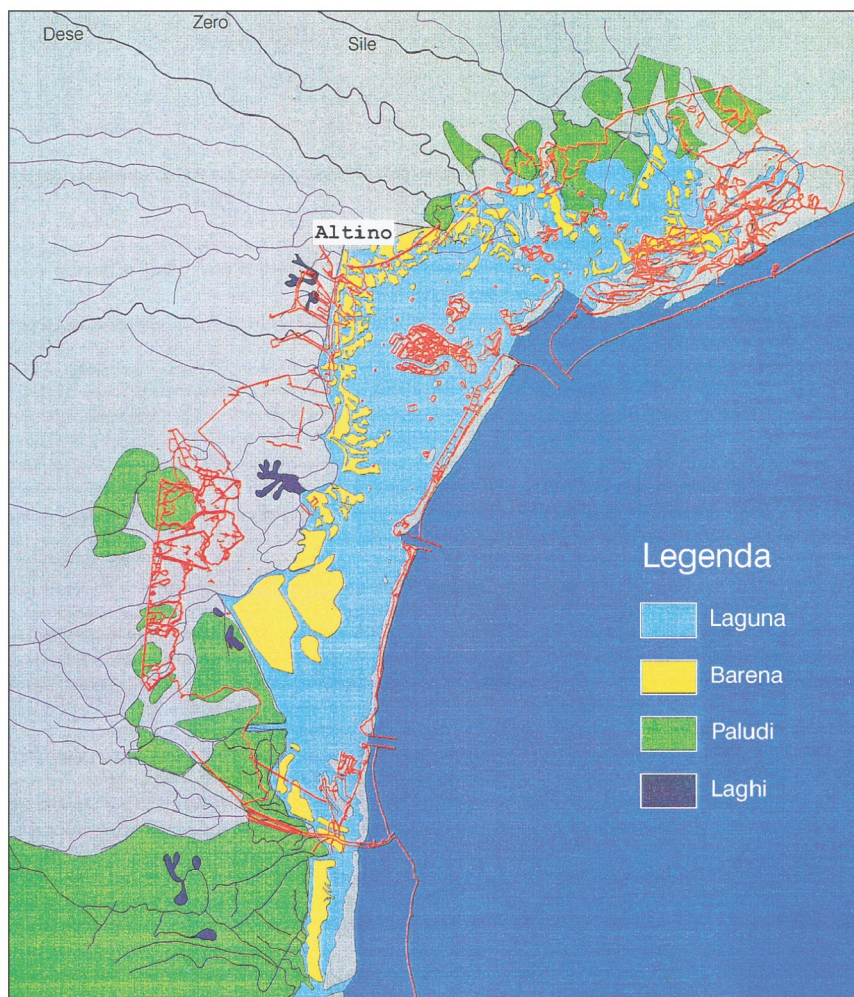 Dese
Zero
Sile
Altino
Legenda
Laguna
Barena
Paludi
Laghi